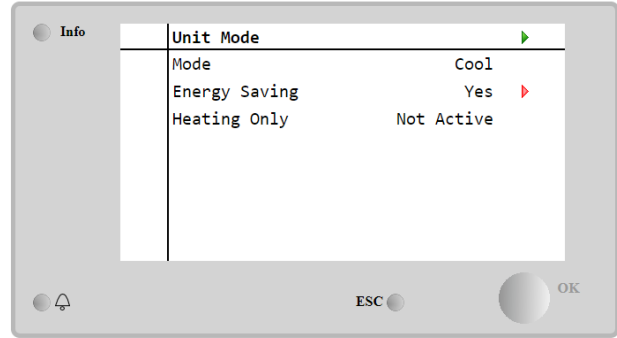 Info
Unit Mode
Mode Cool
Energy Saving Yes
Heating Only Not Active
ESC
OK